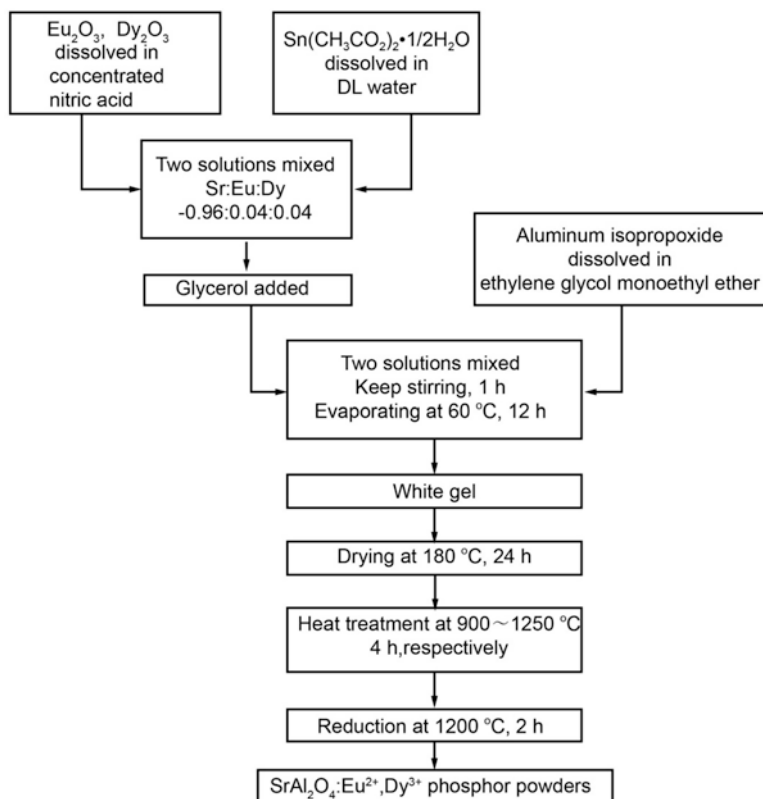 Eu₂O₃, Dy₂O₃
dissolved in
concentrated
nitric acid
Sn(CH₃CO₂)₂•1/2H₂O
dissolved in
DL water
Two solutions mixed
Sr:Eu:Dy
-0.96:0.04:0.04
Glycerol added
Aluminum isopropoxide
dissolved in
ethylene glycol monoethyl ether
Two solutions mixed
Keep stirring, 1 h
Evaporating at 60 °C, 12 h
White gel
Drying at 180 °C, 24 h
Heat treatment at 900～1250 °C
4 h,respectively
Reduction at 1200 °C, 2 h
SrAl₂O₄:Eu²⁺,Dy³⁺ phosphor powders